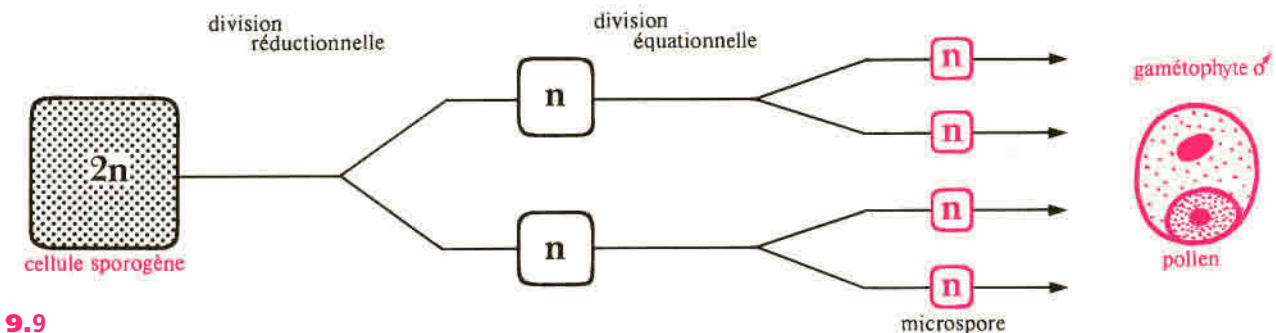 division
réductionnelle
division
équationnelle
n
gamétophyte ♂
n
n
2n
n
n
n
cellule sporogène
n
pollen
9.9
microspore